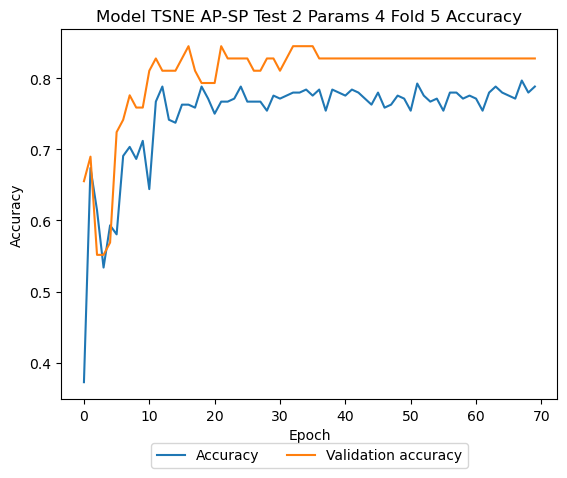 Model TSNE AP-SP Test 2 Params 4 Fold 5 Accuracy
Accuracy
0.8
0.7
0.6
0.5
0.4
0 10 20 30 40 50 60 70
Epoch
Accuracy Validation accuracy